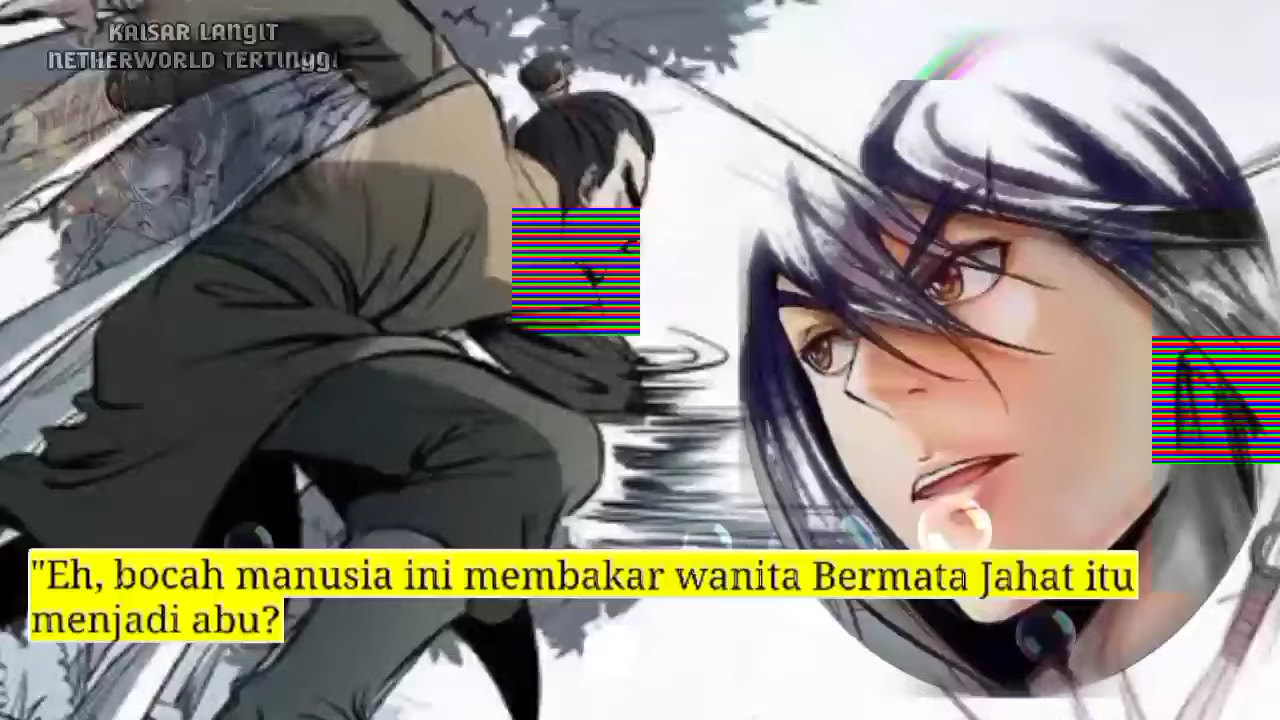 KAISAR LANGIT
NETHERWORLD TERTINGGI
"Eh, bocah manusia ini membakar wanita Bermata Jahat itu
menjadi abu?